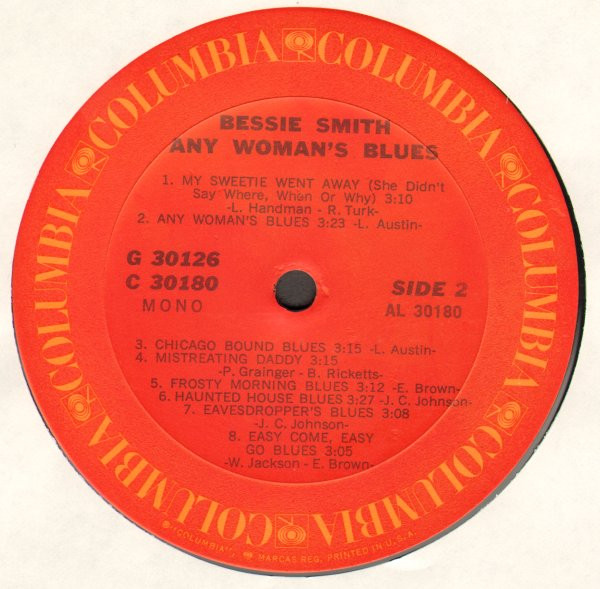 COLUMBIA COLUMBIA COLUMBIA COLUMBIA COLUMBIA COLUMBIA COLUMBIA
BESSIE SMITH
ANY WOMAN'S BLUES
1. MY SWEETIE WENT AWAY (She Didn't
Say Where, When Or Why) 3:10
-L. Handman - R. Turk-
2. ANY WOMAN'S BLUES 3:23 -L. Austin-
G 30126
C 30180
MONO
SIDE 2
AL 30180
3. CHICAGO BOUND BLUES 3:15 -L. Austin-
4. MISTREATING DADDY 3:15
-P. Grainger - B. Ricketts-
5. FROSTY MORNING BLUES 3:12 -E. Brown-
6. HAUNTED HOUSE BLUES 3:27 -J. C. Johnson-
7. EAVESDROPPER'S BLUES 3:08
-J. C. Johnson-
8. EASY COME, EASY
GO BLUES 3:05
-W. Jackson - E. Brown-
"COLUMBIA", MARCAS REG. PRINTED IN U.S.A.